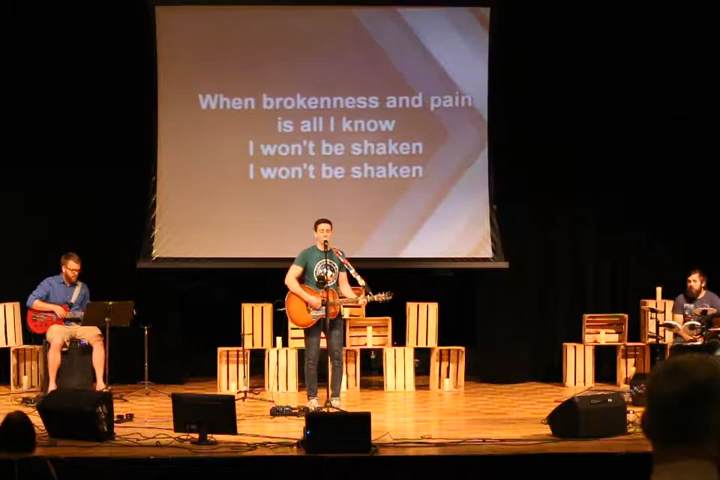 When brokenness and pain
is all I know
I won't be shaken
I won't be shaken